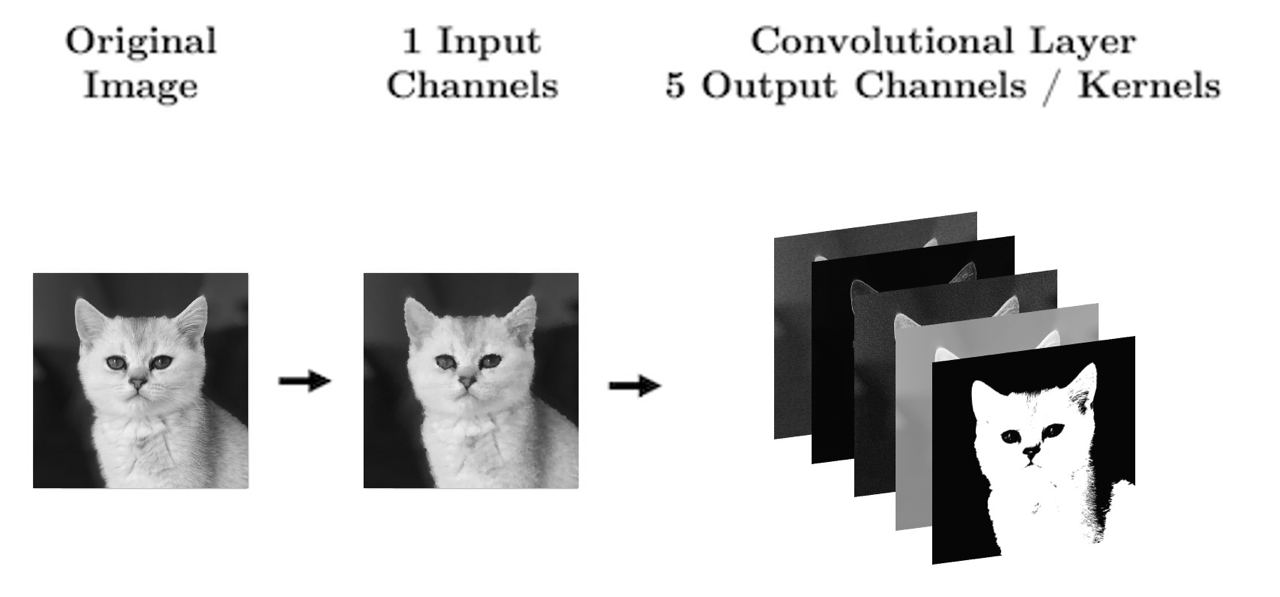 Original
Image
1 Input
Channels
Convolutional Layer
5 Output Channels / Kernels